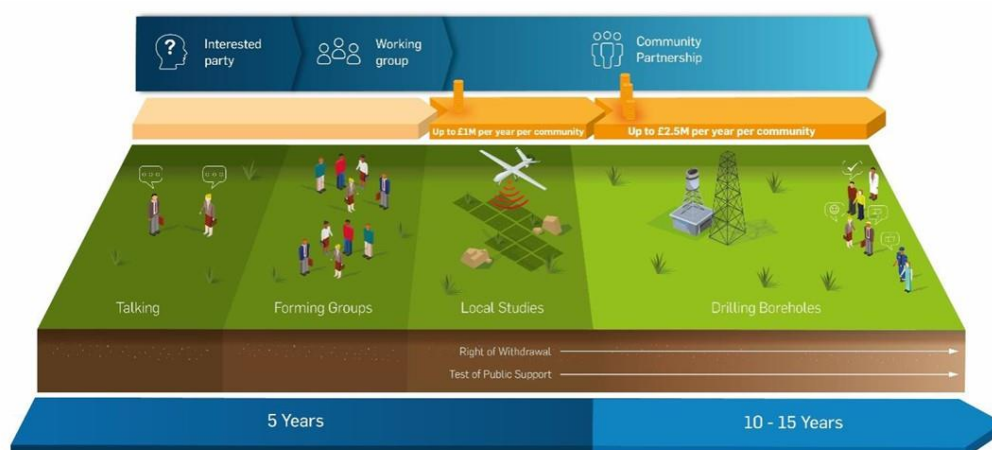 ?
Interested
party
Working
group
Community
Partnership
Up to £1M per year per community
Up to £2.5M per year per community
Talking
Forming Groups
Local Studies
Drilling Boreholes
Right of Withdrawal
Test of Public Support
5 Years
10 - 15 Years